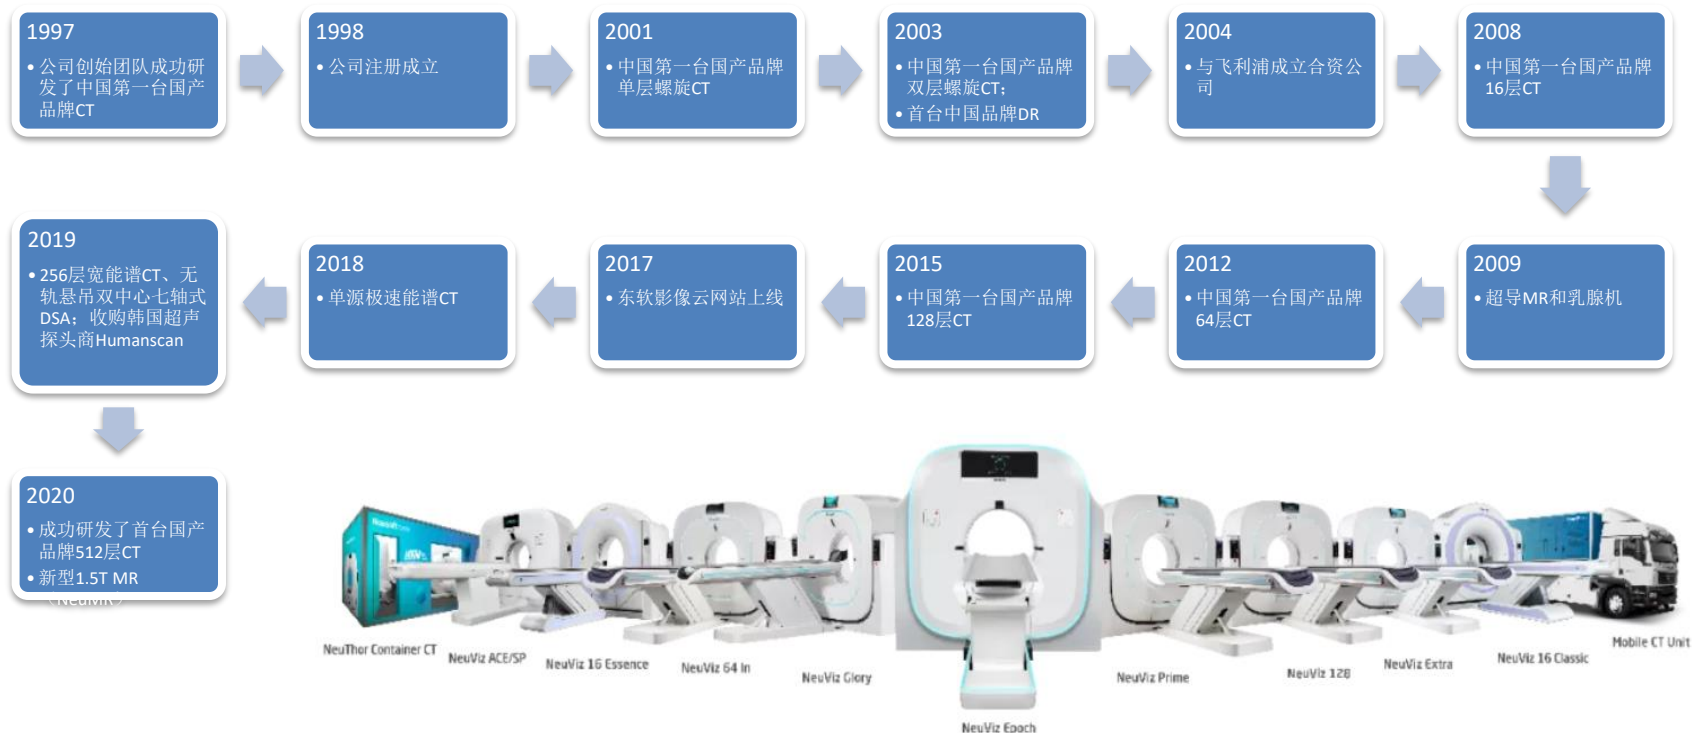 1997
• 公司创始团队成功研
发了中国第一台国产
品牌CT
1998
• 公司注册成立
2001
• 中国第一台国产品牌
单层螺旋CT
2003
• 中国第一台国产品牌
双层螺旋CT；
• 首台中国品牌DR
2004
• 与飞利浦成立合资公
司
2008
• 中国第一台国产品牌
16层CT
2009
• 超导MR和乳腺机
2012
• 中国第一台国产品牌
64层CT
2015
• 中国第一台国产品牌
128层CT
2017
• 东软影像云网站上线
2018
• 单源极速能谱CT
2019
• 256层宽能谱CT、无
轨悬吊双中心七轴式
DSA；收购韩国超声
探头商Humanscan
2020
• 成功研发了首台国产
品牌512层CT
• 新型1.5T MR
（NeuMR）
NeuThor Container CT
NeuViz ACE/SP
NeuViz 16 Essence
NeuViz 64 In
NeuViz Glory
NeuViz Epoch
NeuViz Prime
NeuViz 128
NeuViz Extra
NeuViz 16 Classic
Mobile CT Unit